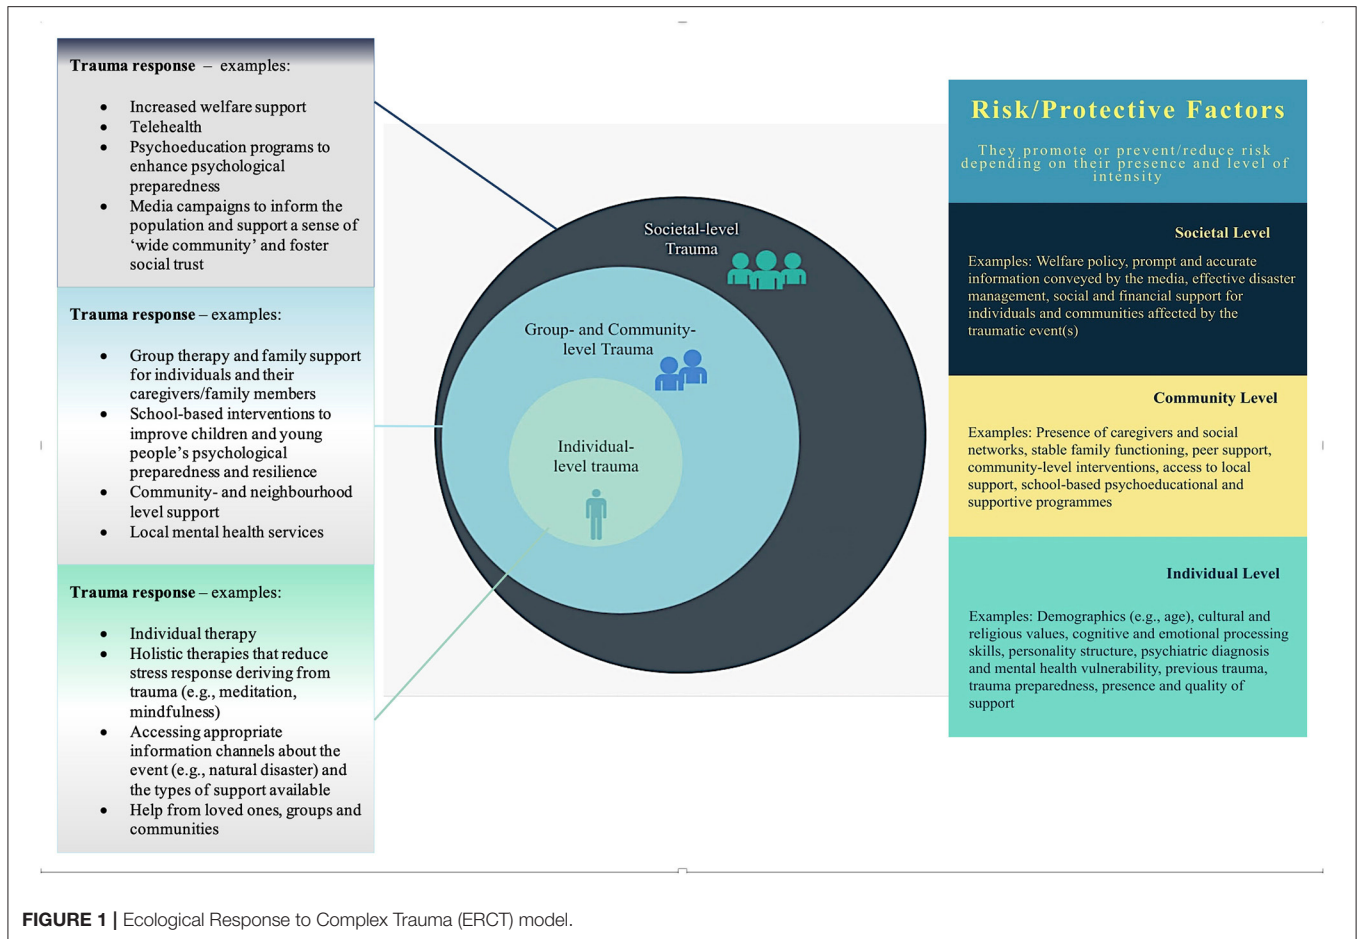 Trauma response – examples:
• Increased welfare support
• Telehealth
• Psychoeducation programs to
enhance psychological
preparedness
• Media campaigns to inform the
population and support a sense of
‘wide community’ and foster
social trust
Trauma response – examples:
• Group therapy and family support
for individuals and their
caregivers/family members
• School-based interventions to
improve children and young
people’s psychological
preparedness and resilience
• Community- and neighbourhood
level support
• Local mental health services
Trauma response – examples:
• Individual therapy
• Holistic therapies that reduce
stress response deriving from
trauma (e.g., meditation,
mindfulness)
• Accessing appropriate
information channels about the
event (e.g., natural disaster) and
the types of support available
• Help from loved ones, groups and
communities
Societal-level
Trauma
Group- and Community-
level Trauma
Individual-
level trauma
Risk/Protective Factors
They promote or prevent/reduce risk
depending on their presence and level of
intensity
Societal Level
Examples: Welfare policy, prompt and accurate
information conveyed by the media, effective disaster
management, social and financial support for
individuals and communities affected by the
traumatic event(s)
Community Level
Examples: Presence of caregivers and social
networks, stable family functioning, peer support,
community-level interventions, access to local
support, school-based psychoeducational and
supportive programmes
Individual Level
Examples: Demographics (e.g., age), cultural and
religious values, cognitive and emotional processing
skills, personality structure, psychiatric diagnosis
and mental health vulnerability, previous trauma,
trauma preparedness, presence and quality of
support
FIGURE 1 | Ecological Response to Complex Trauma (ERCT) model.